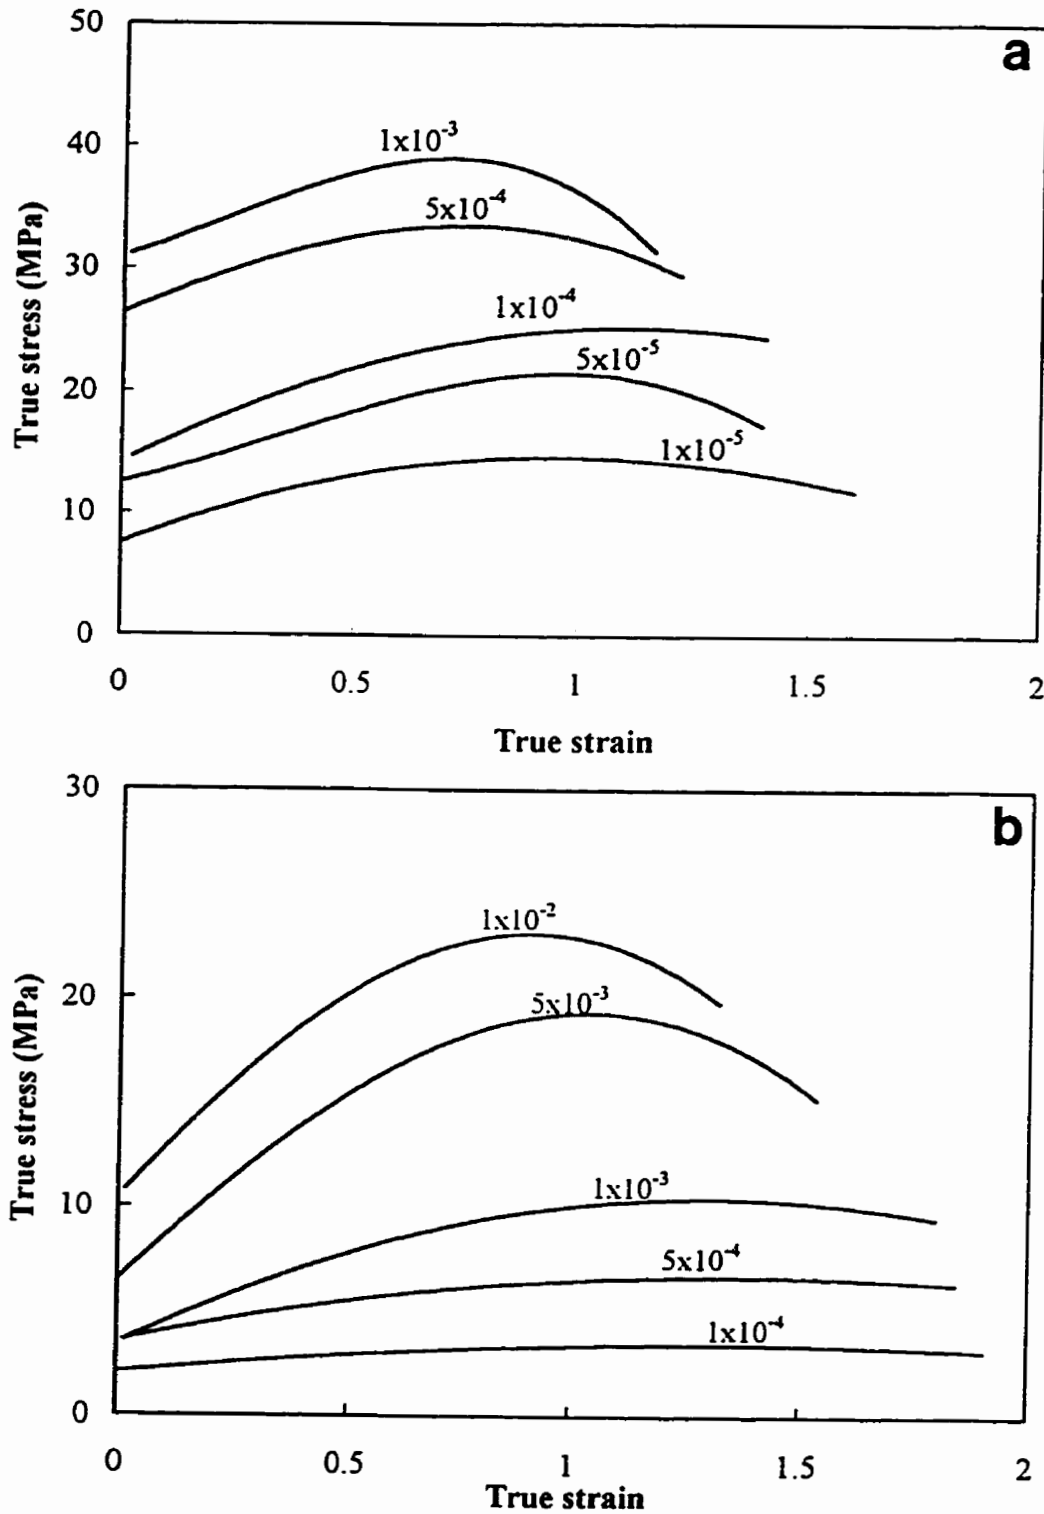 50
a
40
1x10⁻³
5x10⁻⁴
30
1x10⁻⁴
5x10⁻⁵
20
1x10⁻⁵
10
0
True stress (MPa)
0 0.5 1 1.5 2
True strain
30
b
1x10⁻²
20
5x10⁻³
1x10⁻³
10
5x10⁻⁴
1x10⁻⁴
0
True stress (MPa)
0 0.5 1 1.5 2
True strain